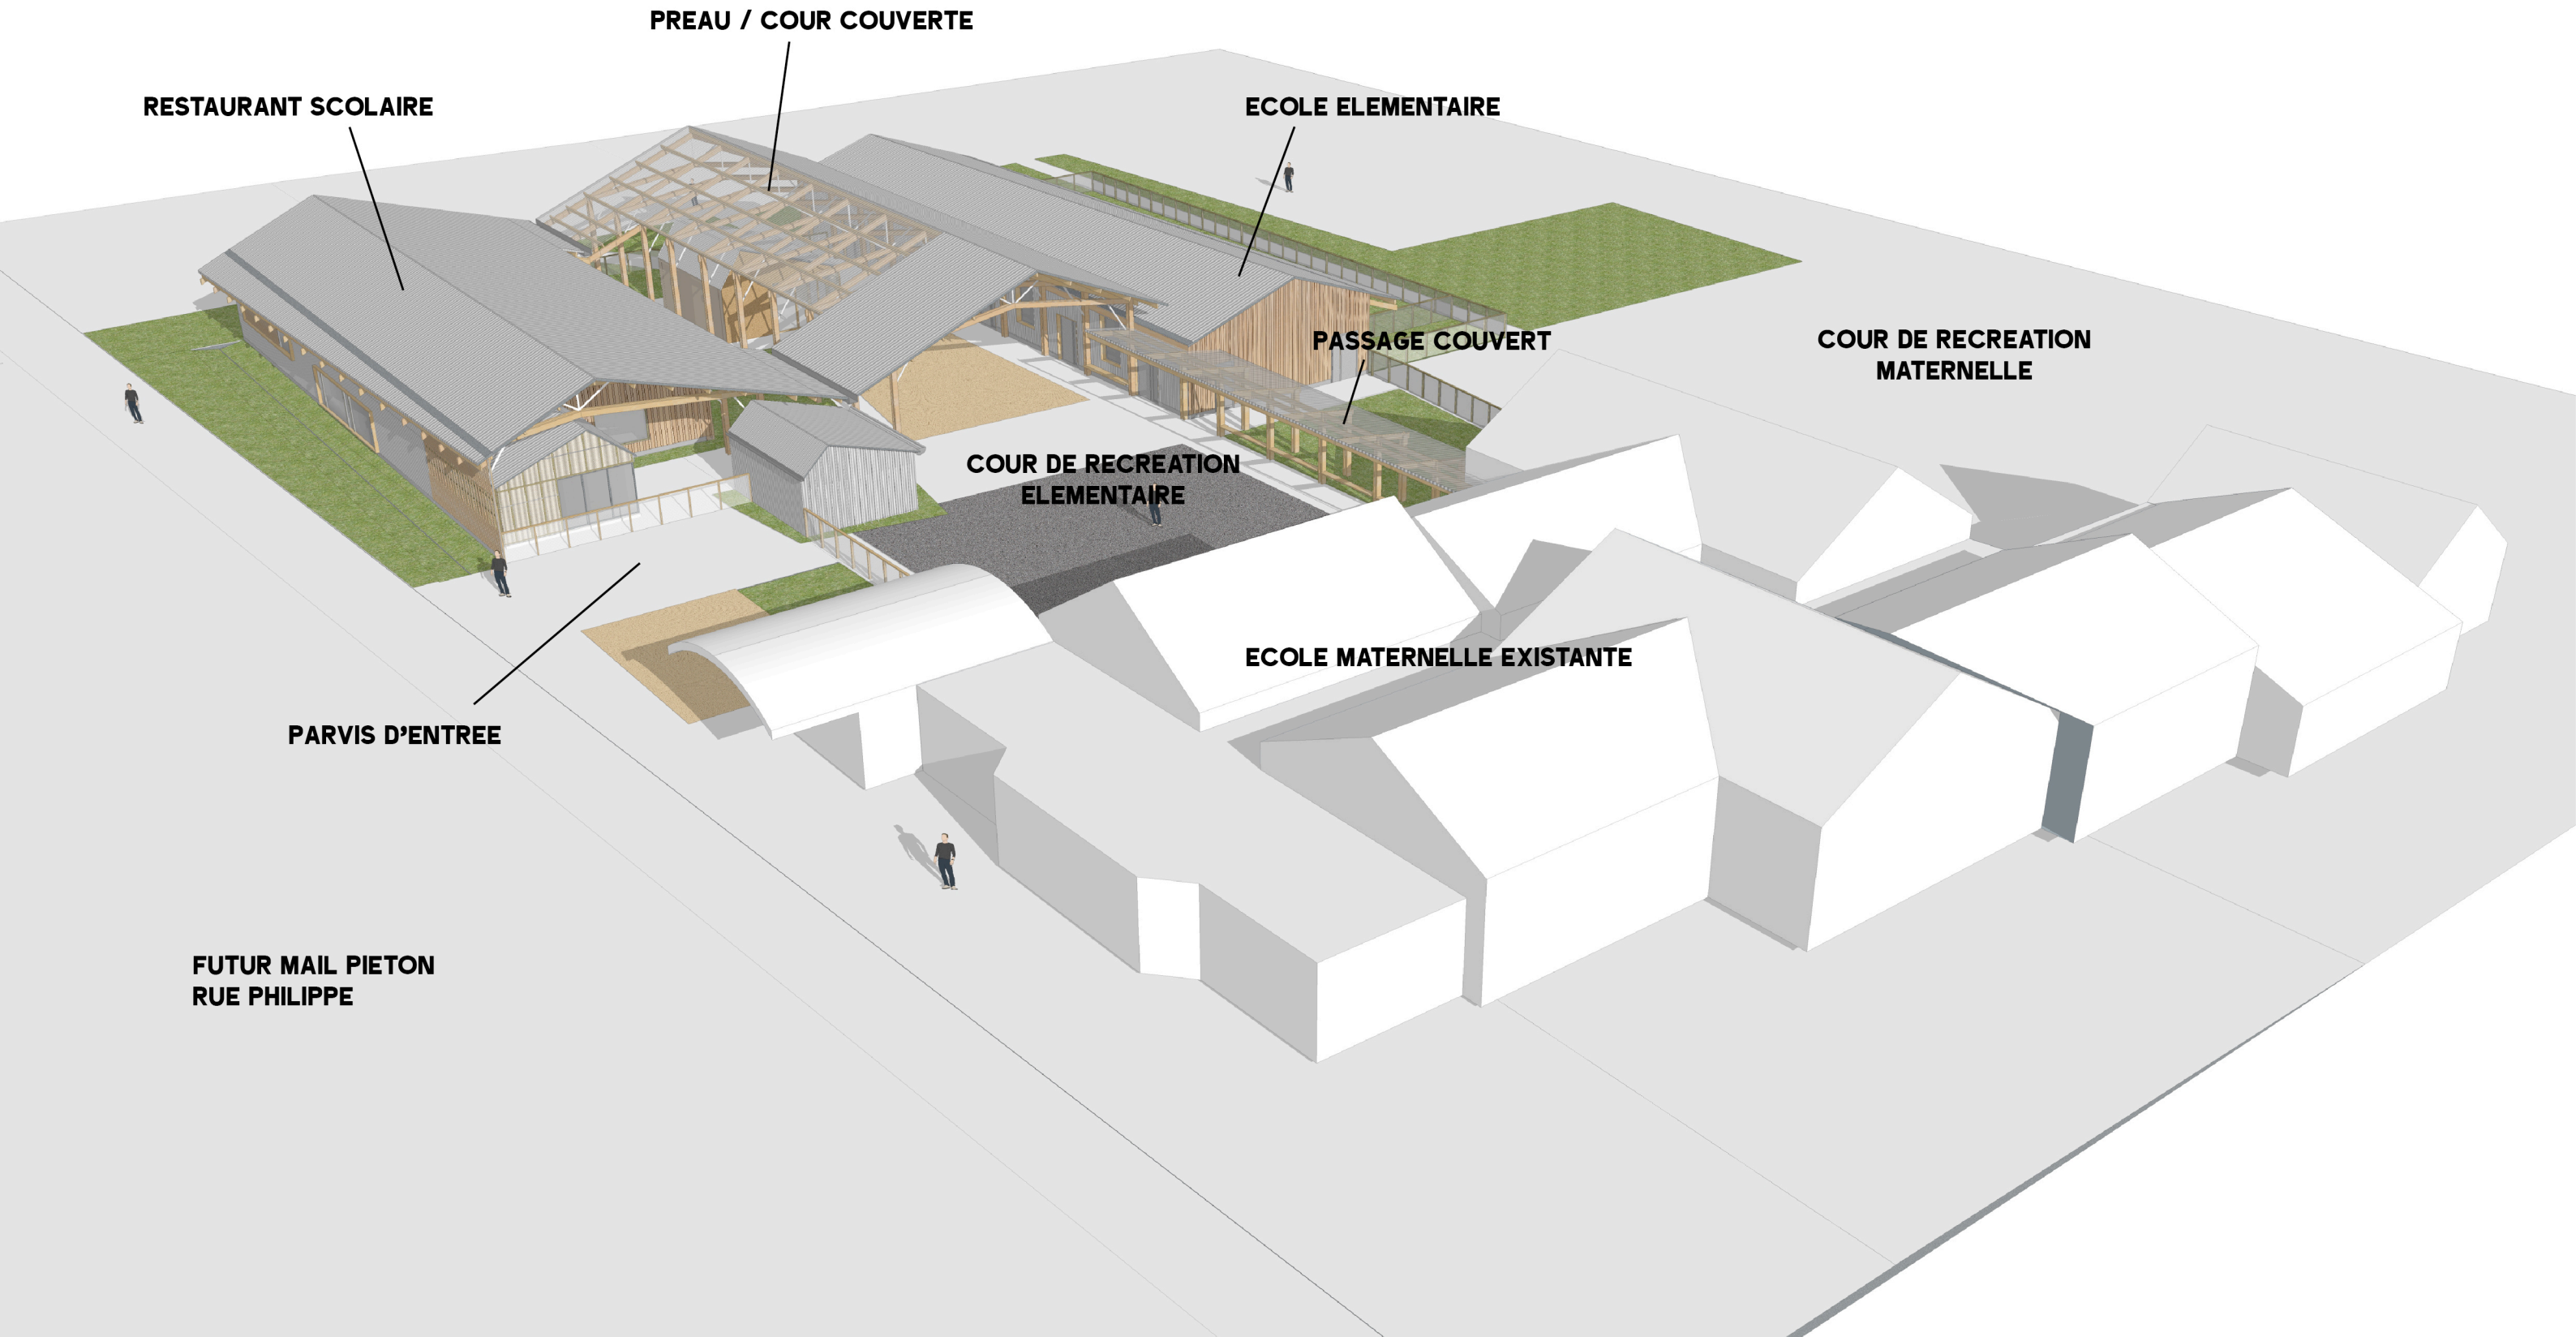 PREAU / COUR COUVERTE
RESTAURANT SCOLAIRE
ECOLE ELEMENTAIRE
PASSAGE COUVERT
COUR DE RECREATION
MATERNELLE
COUR DE RECREATION
ELEMENTAIRE
ECOLE MATERNELLE EXISTANTE
PARVIS D'ENTREE
FUTUR MAIL PIETON
RUE PHILIPPE